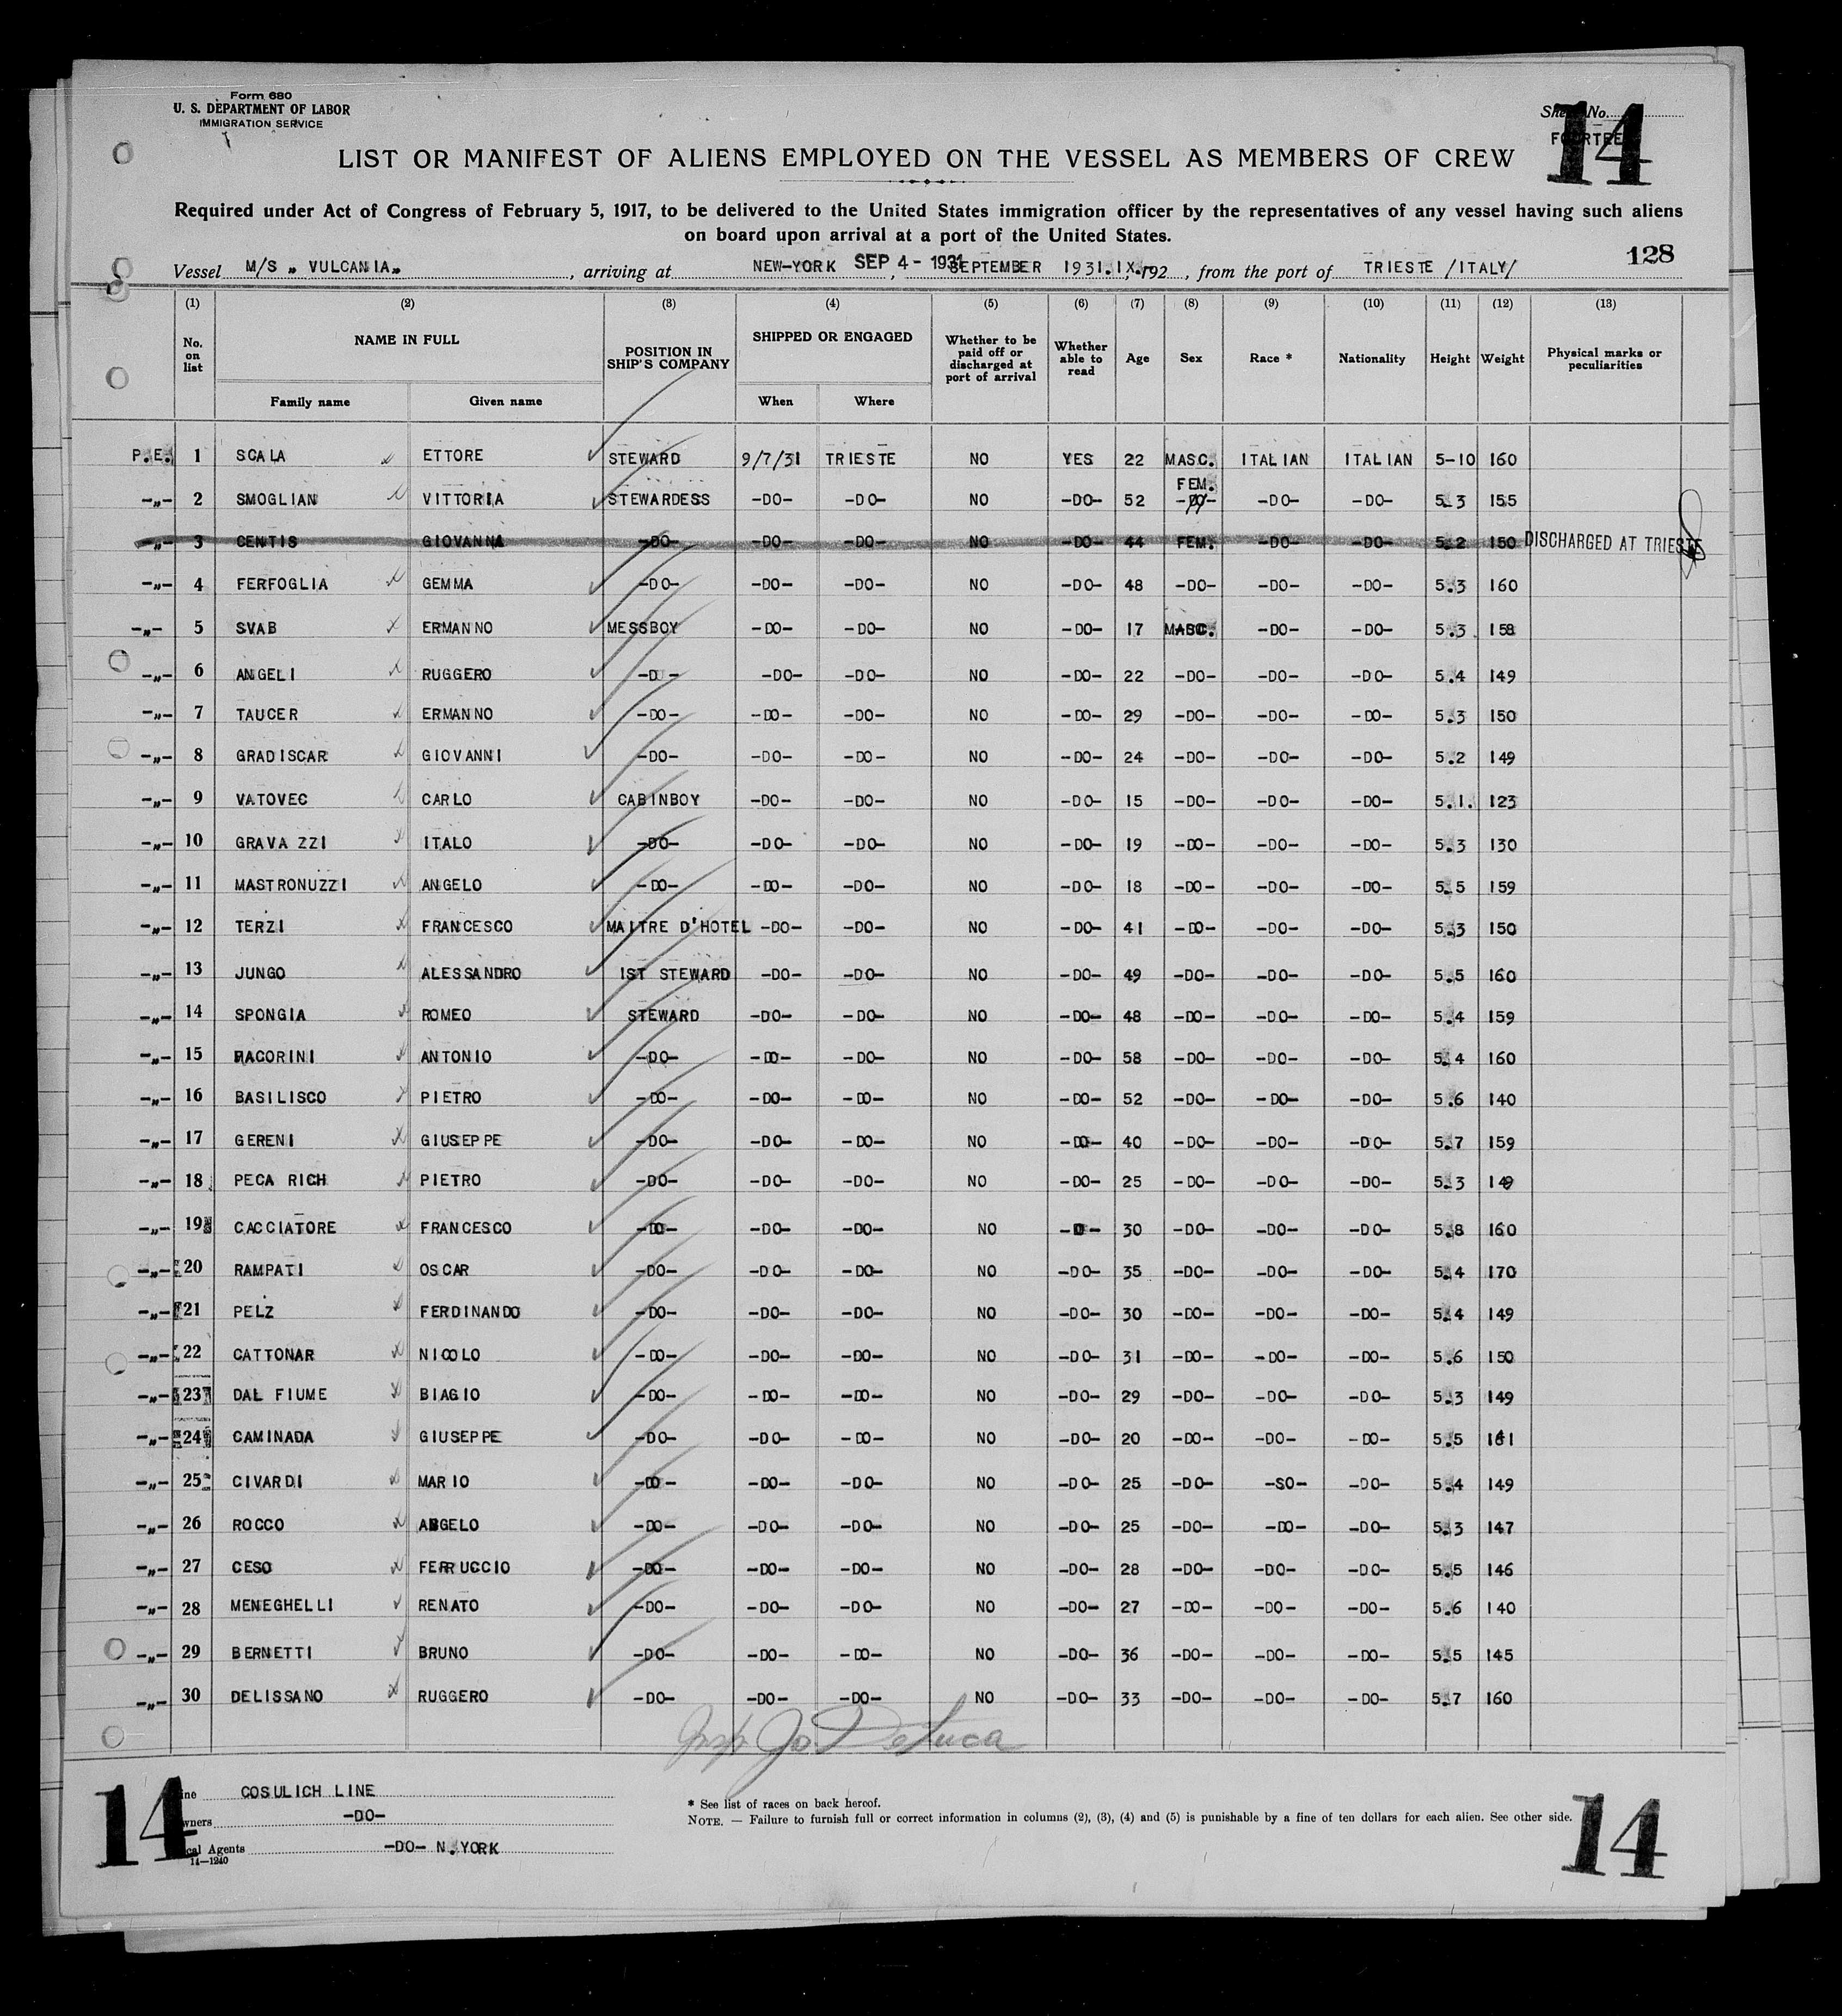 Form 680
U. S. DEPARTMENT OF LABOR
IMMIGRATION SERVICE
Sheet No.
14
LIST OR MANIFEST OF ALIENS EMPLOYED ON THE VESSEL AS MEMBERS OF CREW
Required under Act of Congress of February 5, 1917, to be delivered to the United States immigration officer by the representatives of any vessel having such aliens
on board upon arrival at a port of the United States.
128
Vessel M/S „ VULCANIA„ , arriving at NEW-YORK SEP 4 - 1931 SEPTEMBER 1931.IX. , 192 , from the port of TRIESTE /ITALY/
(1) (2) (3) (4) (5) (6) (7) (8) (9) (10) (11) (12) (13)
No. on list NAME IN FULL POSITION IN SHIP'S COMPANY SHIPPED OR ENGAGED Whether to be paid off or discharged at port of arrival Whether able to read Age Sex Race * Nationality Height Weight Physical marks or peculiarities
Family name Given name When Where
P.E. 1 SCALA ETTORE STEWARD 9/7/31 TRIESTE NO YES 22 MASC. ITALIAN ITALIAN 5-10 160
-„- 2 SMOGLIAN VITTORIA STEWARDESS -DO- -DO- NO -DO- 52 FEM. -DO- -DO- -DO- 5.3 155
-„- 3 CENTIS GIOVANNA -DO- -DO- -DO- NO -DO- 44 FEM. -DO- -DO- 5.2 150 DISCHARGED AT TRIESTE
-„- 4 FERFOGLIA GEMMA -DO- -DO- -DO- NO -DO- 48 -DO- -DO- -DO- 5.3 160
-„- 5 SVAB ERMANNO MESSBOY -DO- -DO- NO -DO- 17 MASC. -DO- -DO- 5.3 158
-„- 6 ANGELI RUGGERO -D - -DO- -DO- NO -DO- 22 -DO- -DO- -DO- 5.4 149
-„- 7 TAUCER ERMANNO -DO- -DO- -DO- NO -DO- 29 -DO- -DO- -DO- 5.3 150
-„- 8 GRADISCAR GIOVANNI -DO- -DO- -DO- NO -DO- 24 -DO- -DO- -DO- 5.2 149
-„- 9 VATOVEC CARLO CABINBOY -DO- -DO- NO -DO- 15 -DO- -DO- -DO- 5.1. 123
-„- 10 GRAVA ZZI ITALO -DO- -DO- -DO- NO -DO- 19 -DO- -DO- -DO- 5.3 130
-„- 11 MASTRONUZZI ANGELO -DO- -DO- -DO- NO -DO- 18 -DO- -DO- -DO- 5.5 159
-„- 12 TERZI FRANCESCO MAITRE D'HOTEL -DO- -DO- NO -DO- 41 -DO- -DO- -DO- 5.3 150
-„- 13 JUNGO ALESSANDRO 1ST STEWARD -DO- -DO- NO -DO- 49 -DO- -DO- -DO- 5.5 160
-„- 14 SPONGIA ROMEO STEWARD -DO- -DO- NO -DO- 48 -DO- -DO- -DO- 5.4 159
-„- 15 RACORINI ANTONIO -DO- -DO- -DO- NO -DO- 58 -DO- -DO- -DO- 5.4 160
-„- 16 BASILISCO PIETRO -DO- -DO- -DO- NO -DO- 52 -DO- -DO- -DO- 5.6 140
-„- 17 GERENI GIUSEPPE -DO- -DO- -DO- NO -DO- 40 -DO- -DO- -DO- 5.7 159
-„- 18 PECA RICH PIETRO -DO- -DO- -DO- NO -DO- 25 -DO- -DO- -DO- 5.3 149
-„- 19 CACCIATORE FRANCESCO -DO- -DO- -DO- NO 30 -DO- -DO- -DO- 5.8 160
-„- 20 RAMPATI OSCAR -DO- -DO- -DO- NO -DO- 35 -DO- -DO- -DO- 5.4 170
-„- 21 PELZ FERDINANDO -DO- -DO- -DO- NO -DO- 30 -DO- -DO- -DO- 5.4 149
-„- 22 CATTONAR NICOLO -DO- -DO- -DO- NO -DO- 31 -DO- -DO- -DO- 5.6 150
-„- 23 DAL FIUME BIAGIO -DO- -DO- -DO- NO -DO- 29 -DO- -DO- -DO- 5.3 149
-„- 24 CAMINADA GIUSEPPE -DO- -DO- -DO- NO -DO- 20 -DO- -DO- -DO- 5.5 161
-„- 25 CIVARDI MARIO -DO- -DO- -DO- NO -DO- 25 -DO- -SO- -DO- 5.4 149
-„- 26 ROCCO ANGELO -DO- -DO- -DO- NO -DO- 25 -DO- -DO- -DO- 5.3 147
-„- 27 CESO FERRUCCIO -DO- -DO- -DO- NO -DO- 28 -DO- -DO- -DO- 5.5 146
-„- 28 MENEGHELLI RENATO -DO- -DO- -DO- NO -DO- 27 -DO- -DO- -DO- 5.6 140
-„- 29 BERNETTI BRUNO -DO- -DO- -DO- NO -DO- 36 -DO- -DO- -DO- 5.5 145
-„- 30 DELISSANO RUGGERO -DO- -DO- -DO- NO -DO- 33 -DO- -DO- -DO- 5.7 160
Insp Jo DeLuca
14
COSULICH LINE
-DO-
Agents -DO- N.YORK
14—1240
* See list of races on back hereof.
NOTE. — Failure to furnish full or correct information in columns (2), (3), (4) and (5) is punishable by a fine of ten dollars for each alien. See other side.
14